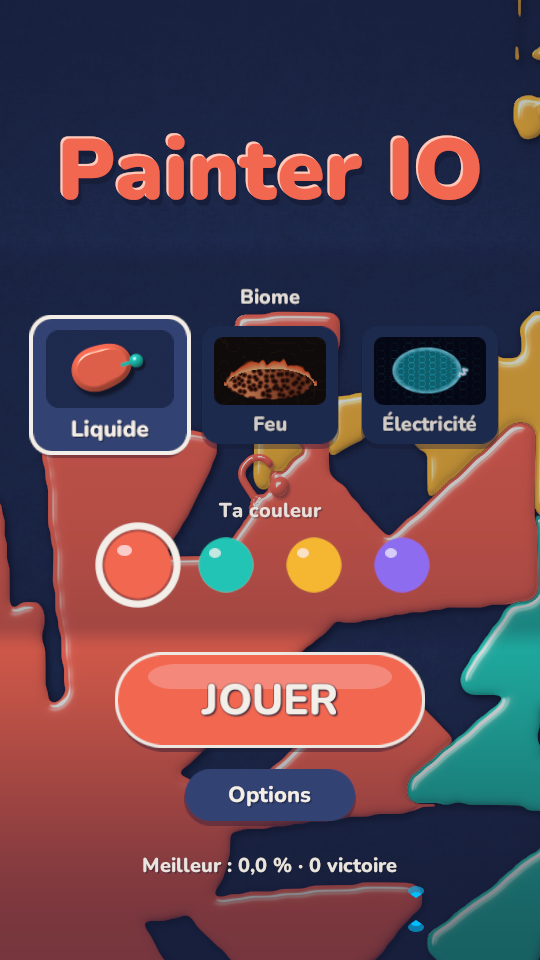 Painter IO
Biome
Liquide
Feu
Électricité
Ta couleur
JOUER
Options
Meilleur : 0,0 % · 0 victoire